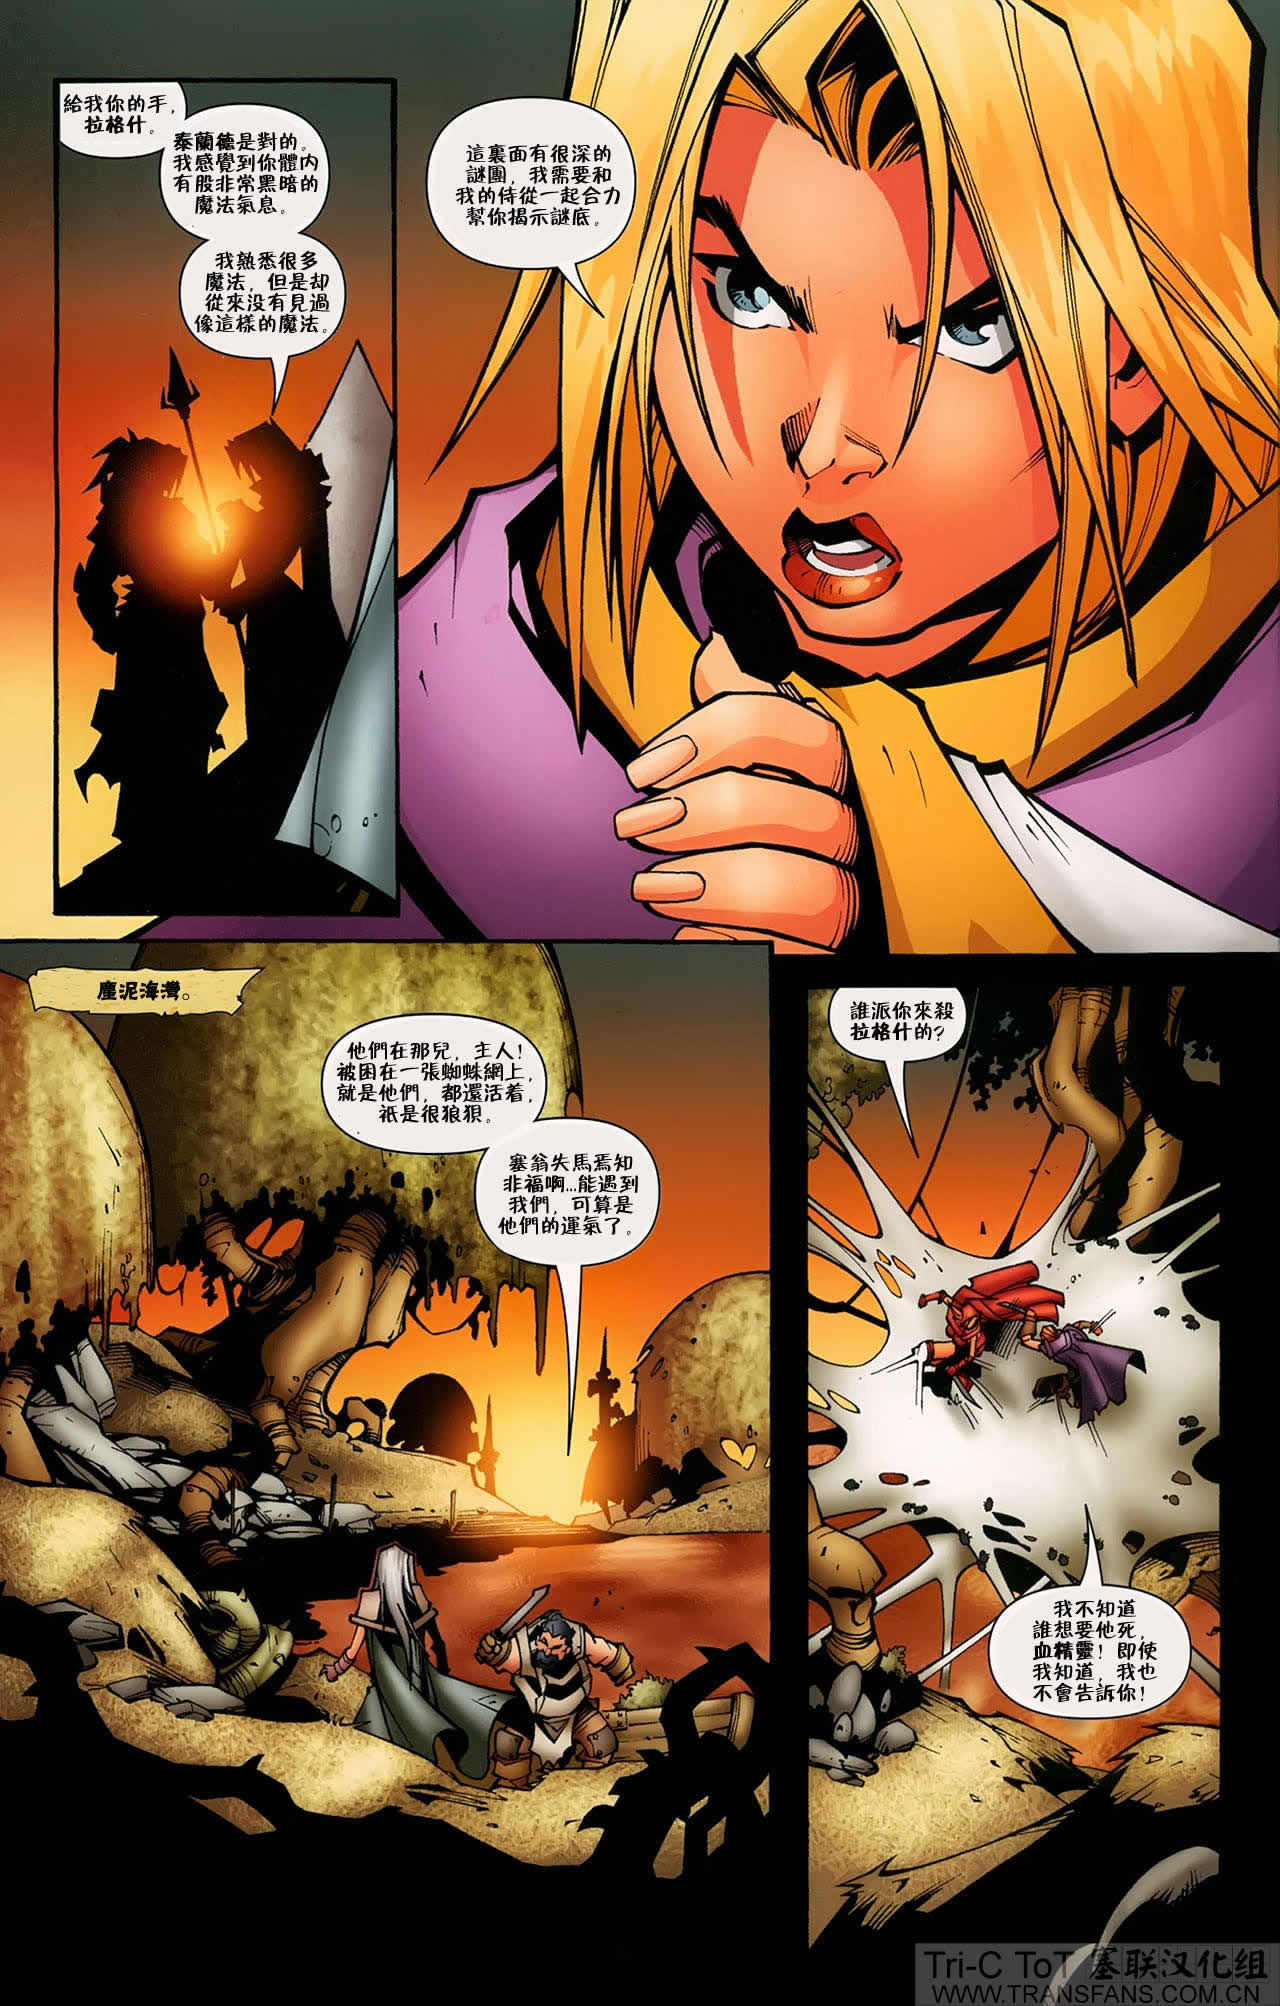 給我你的手，
拉格什。
泰蘭德是對的。
我感覺到你體内
有股非常黑暗的
魔法氣息。
我熟悉很多
魔法，但是却
從來没有見過
像這樣的魔法。
這裏面有很深的
謎團，我需要和
我的侍從一起合力
幫你揭示謎底。
塵泥海灣。
他們在那兒，主人！
被困在一張蜘蛛網上，
就是他們，都還活着，
衹是很狼狽。
塞翁失馬焉知
非福啊...能遇到
我們，可算是
他們的運氣了。
誰派你來殺
拉格什的？
我不知道
誰想要他死，
血精靈！即使
我知道，我也
不會告訴你！
Tri-C ToT 塞联汉化组
WWW.TRANSFANS.COM.CN